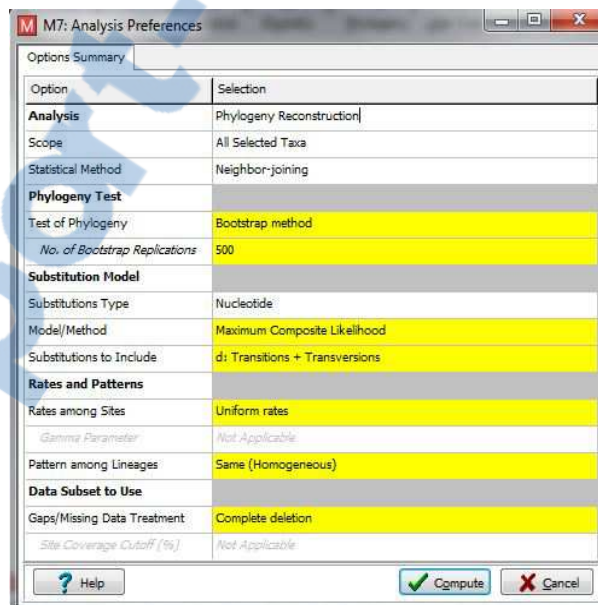 M M7: Analysis Preferences
Options Summary
Option Selection
Analysis Phylogeny Reconstruction
Scope All Selected Taxa
Statistical Method Neighbor-joining
Phylogeny Test
Test of Phylogeny Bootstrap method
No. of Bootstrap Replications 500
Substitution Model
Substitutions Type Nucleotide
Model/Method Maximum Composite Likelihood
Substitutions to Include d: Transitions + Transversions
Rates and Patterns
Rates among Sites Uniform rates
Gamma Parameter Not Applicable
Pattern among Lineages Same (Homogeneous)
Data Subset to Use
Gaps/Missing Data Treatment Complete deletion
Site Coverage Cutoff (%) Not Applicable
? Help Compute X Cancel